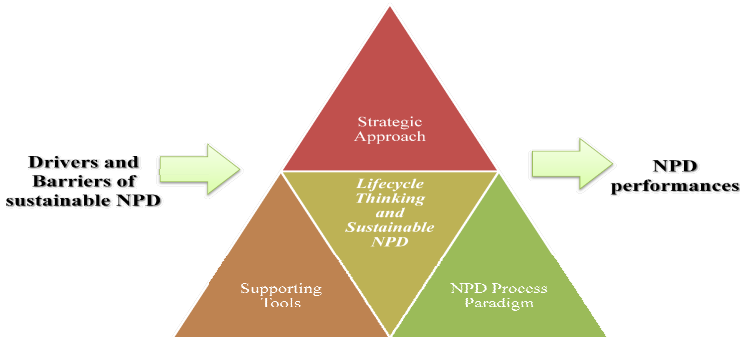 Strategic
Approach
Drivers and
Barriers of
sustainable NPD
Lifecycle
Thinking
and
Sustainable
NPD
NPD
performances
Supporting
Tools
NPD Process
Paradigm